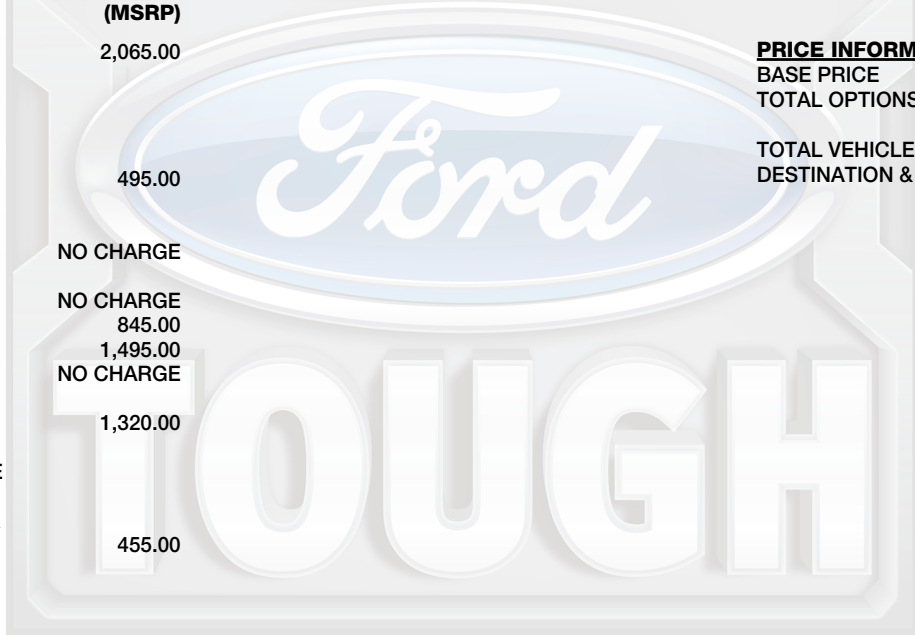 (MSRP)
2,065.00
495.00
NO CHARGE
NO CHARGE
845.00
1,495.00
NO CHARGE
1,320.00
455.00
PRICE INFORM
BASE PRICE
TOTAL OPTIONS
TOTAL VEHICLE
DESTINATION &
Ford
TOUGH